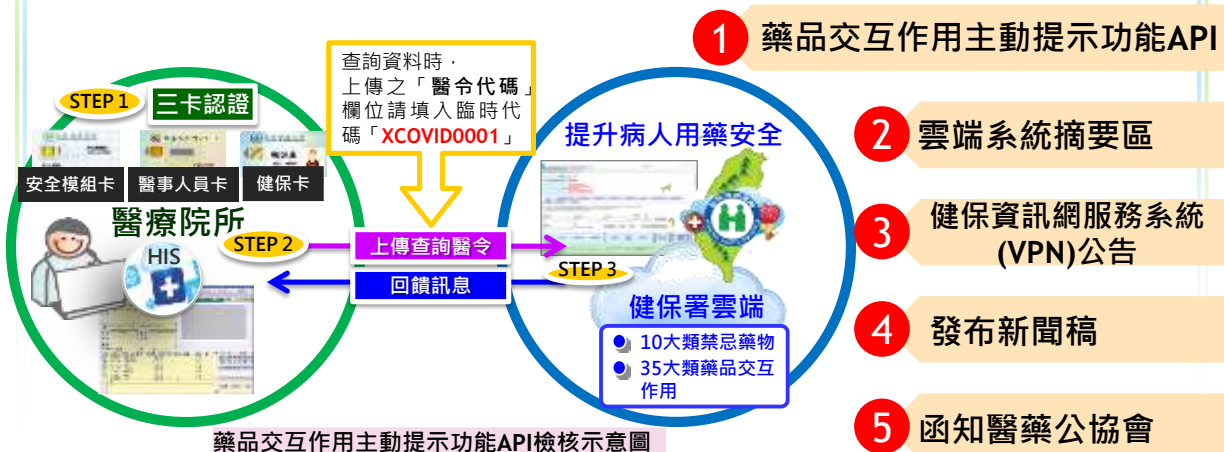 1 藥品交互作用主動提示功能API
查詢資料時，
上傳之「醫令代碼」
欄位請填入臨時代
碼「XCOVID0001」
STEP 1
三卡認證
安全模組卡
醫事人員卡
健保卡
醫療院所
HIS
STEP 2
上傳查詢醫令
回饋訊息
STEP 3
提升病人用藥安全
健保署雲端
10大類禁忌藥物
35大類藥品交互
作用
2 雲端系統摘要區
3 健保資訊網服務系統
(VPN)公告
4 發布新聞稿
5 函知醫藥公協會
藥品交互作用主動提示功能API檢核示意圖